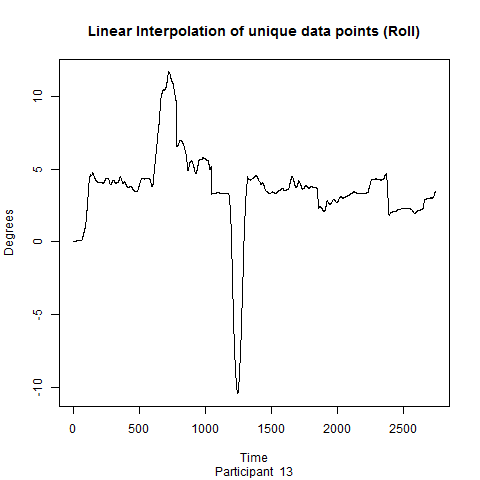 Linear Interpolation of unique data points (Roll)
Degrees
10
5
0
-5
-10
0 500 1000 1500 2000 2500
Time
Participant 13